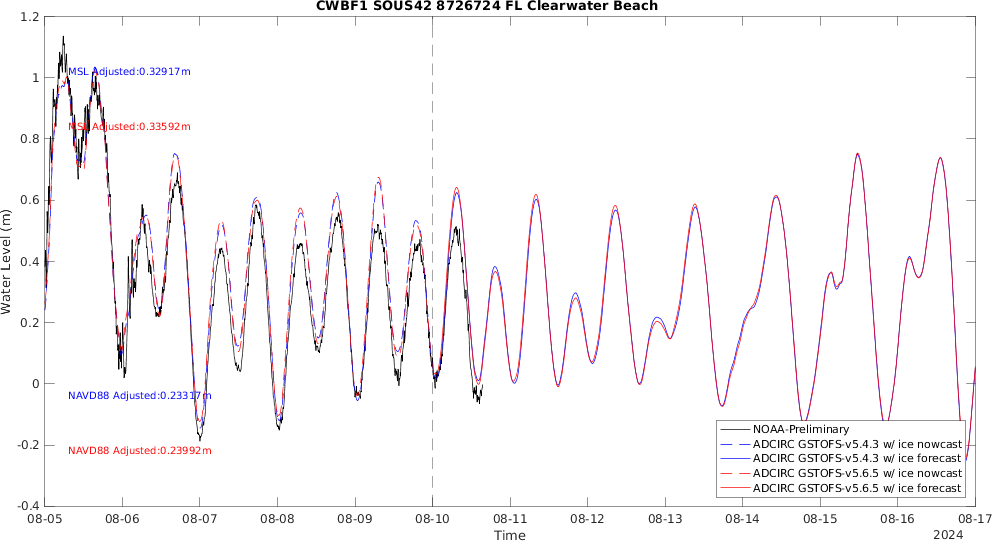 CWBF1 SOUS42 8726724 FL Clearwater Beach
1.2
1
0.8
0.6
0.4
0.2
0
-0.2
-0.4
Water Level (m)
MSL Adjusted:0.32917m
MSL Adjusted:0.33592m
NAVD88 Adjusted:0.23317m
NAVD88 Adjusted:0.23992m
NOAA-Preliminary
ADCIRC GSTOFS-v5.4.3 w/ ice nowcast
ADCIRC GSTOFS-v5.4.3 w/ ice forecast
ADCIRC GSTOFS-v5.6.5 w/ ice nowcast
ADCIRC GSTOFS-v5.6.5 w/ ice forecast
08-05 08-06 08-07 08-08 08-09 08-10 08-11 08-12 08-13 08-14 08-15 08-16 08-17
Time
2024